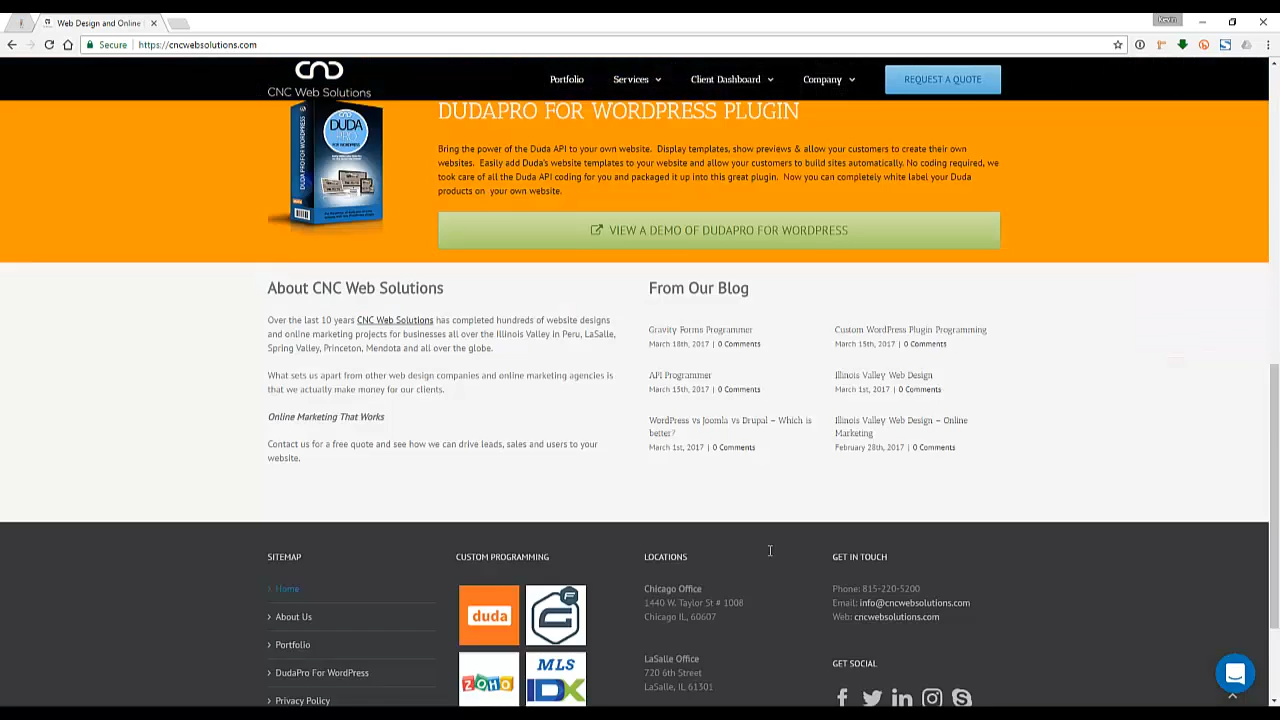 Web Design and Online
Kevin
Secure
https://cncwebsolutions.com
CNC Web Solutions
Portfolio
Services
Client Dashboard
Company
REQUEST A QUOTE
DUDAPRO FOR WORDPRESS PLUGIN
DUDA
Bring the power of the Duda API to your own website. Display templates, show previews & allow your customers to create their own
websites. Easily add Duda's website templates to your website and allow your customers to build sites automatically. No coding required, we
took care of all the Duda API coding for you and packaged it up into this great plugin. Now you can completely white label your Duda
products on your own website.
VIEW A DEMO OF DUDAPRO FOR WORDPRESS
About CNC Web Solutions
Over the last 10 years CNC Web Solutions has completed hundreds of website designs
and online marketing projects for businesses all over the Illinois Valley in Peru, LaSalle,
Spring Valley, Princeton, Mendota and all over the globe.
What sets us apart from other web design companies and online marketing agencies is
that we actually make money for our clients.
Online Marketing That Works
Contact us for a free quote and see how we can drive leads, sales and users to your
website.
From Our Blog
Gravity Forms Programmer
March 18th, 2017 | 0 Comments
Custom WordPress Plugin Programming
March 15th, 2017 | 0 Comments
API Programmer
March 15th, 2017 | 0 Comments
Illinois Valley Web Design
March 1st, 2017 | 0 Comments
WordPress vs Joomla vs Drupal – Which is
better?
March 1st, 2017 | 0 Comments
Illinois Valley Web Design – Online
Marketing
February 28th, 2017 | 0 Comments
SITEMAP
Home
About Us
Portfolio
DudaPro For WordPress
Privacy Policy
CUSTOM PROGRAMMING
duda
ZOHO
MLS
IDX
LOCATIONS
Chicago Office
1440 W. Taylor St # 1008
Chicago IL, 60607
LaSalle Office
720 6th Street
LaSalle, IL 61301
GET IN TOUCH
Phone: 815-220-5200
Email: info@cncwebsolutions.com
Web: cncwebsolutions.com
GET SOCIAL